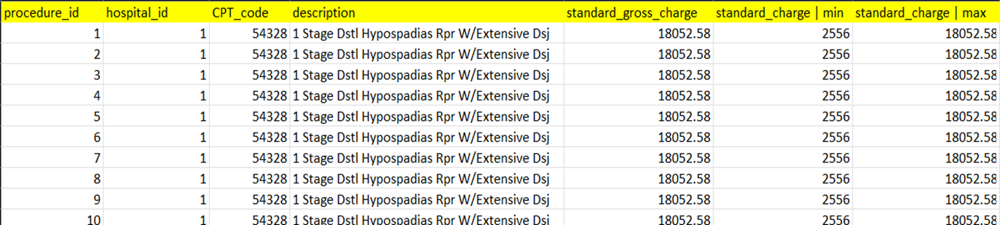 procedure_id hospital_id CPT_code description standard_gross_charge standard_charge | min standard_charge | max
1 1 54328 1 Stage Dstl Hypospadias Rpr W/Extensive Dsj 18052.58 2556 18052.58
2 1 54328 1 Stage Dstl Hypospadias Rpr W/Extensive Dsj 18052.58 2556 18052.58
3 1 54328 1 Stage Dstl Hypospadias Rpr W/Extensive Dsj 18052.58 2556 18052.58
4 1 54328 1 Stage Dstl Hypospadias Rpr W/Extensive Dsj 18052.58 2556 18052.58
5 1 54328 1 Stage Dstl Hypospadias Rpr W/Extensive Dsj 18052.58 2556 18052.58
6 1 54328 1 Stage Dstl Hypospadias Rpr W/Extensive Dsj 18052.58 2556 18052.58
7 1 54328 1 Stage Dstl Hypospadias Rpr W/Extensive Dsj 18052.58 2556 18052.58
8 1 54328 1 Stage Dstl Hypospadias Rpr W/Extensive Dsj 18052.58 2556 18052.58
9 1 54328 1 Stage Dstl Hypospadias Rpr W/Extensive Dsj 18052.58 2556 18052.58
10 1 54328 1 Stage Dstl Hypospadias Rpr W/Extensive Dsj 18052.58 2556 18052.58